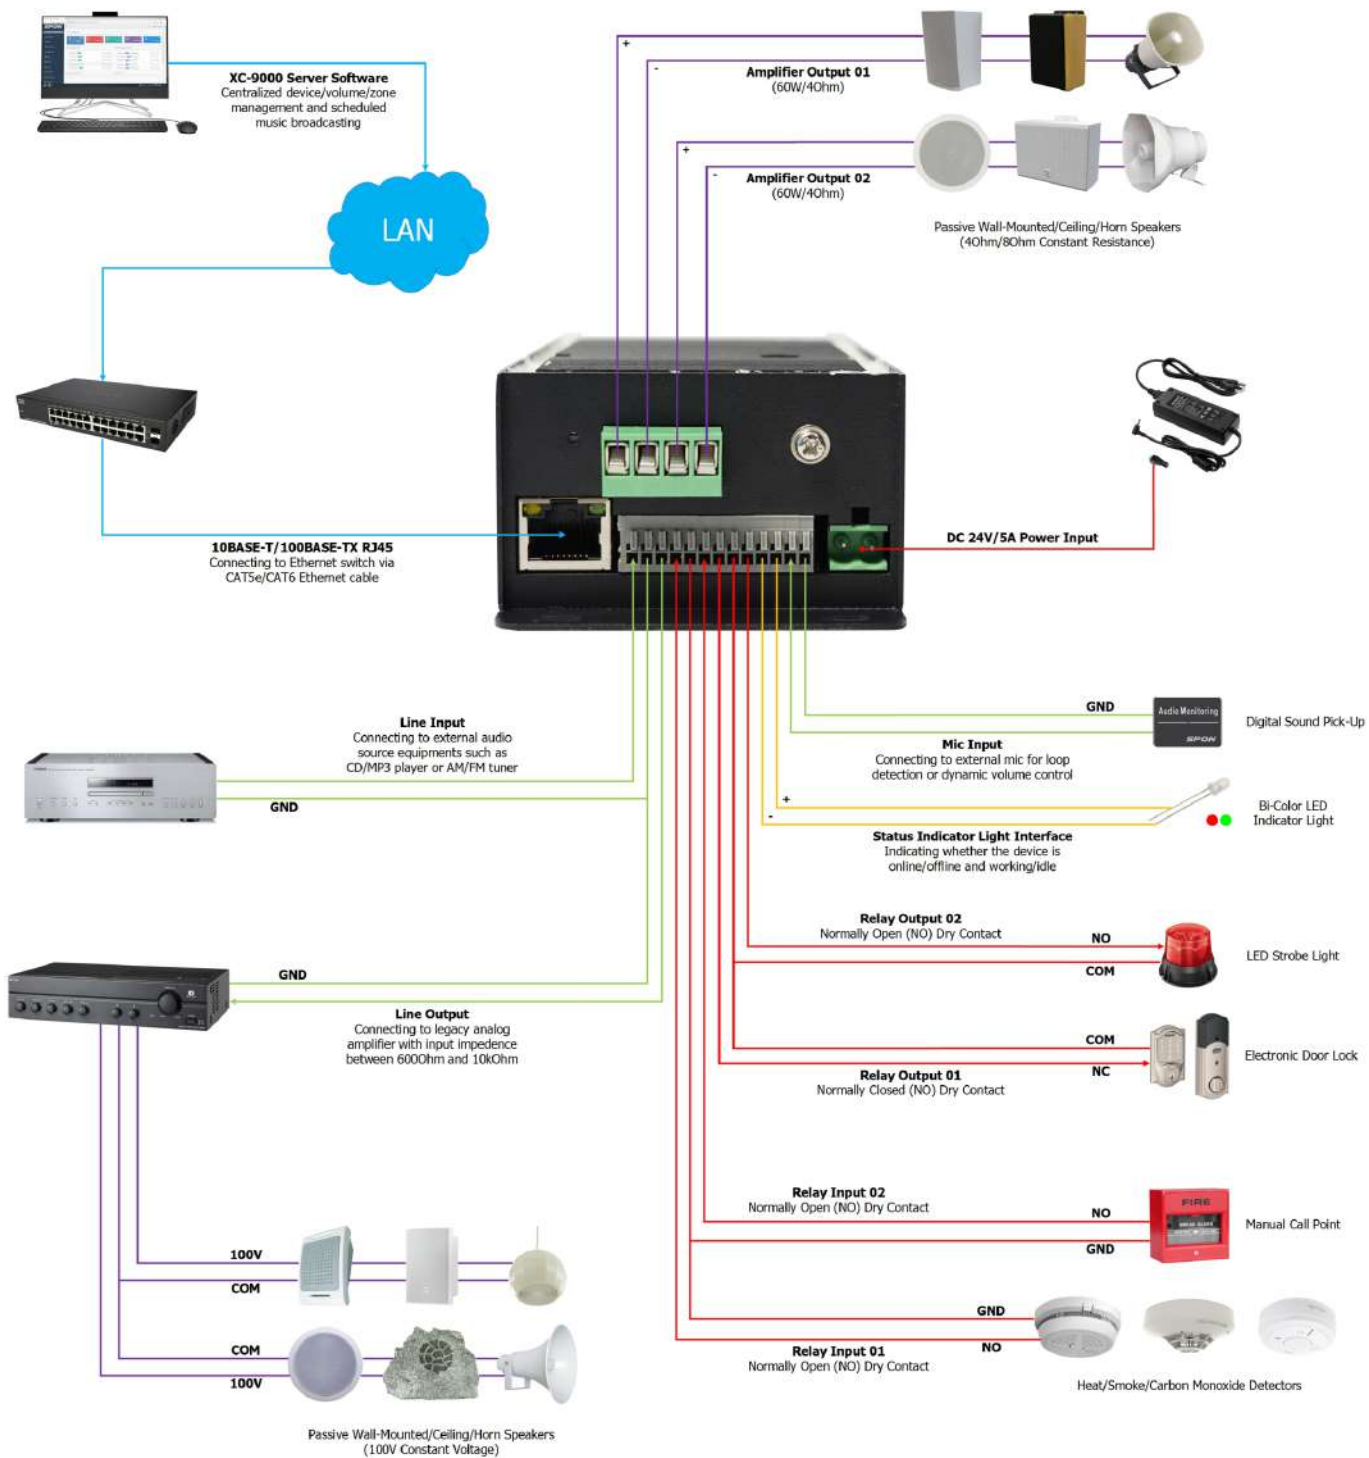 SPON
XC-9000 Server Software
Centralized device/volume/zone
management and scheduled
music broadcasting
LAN
+
-
Amplifier Output 01
(60W/4Ohm)
+
-
Amplifier Output 02
(60W/4Ohm)
Passive Wall-Mounted/Ceiling/Horn Speakers
(4Ohm/8Ohm Constant Resistance)
10BASE-T/100BASE-TX RJ45
Connecting to Ethernet switch via
CAT5e/CAT6 Ethernet cable
DC 24V/5A Power Input
Line Input
Connecting to external audio
source equipments such as
CD/MP3 player or AM/FM tuner
GND
GND
Audio Monitoring
SPON
Digital Sound Pick-Up
Mic Input
Connecting to external mic for loop
detection or dynamic volume control
+
-
Bi-Color LED
Indicator Light
Status Indicator Light Interface
Indicating whether the device is
online/offline and working/idle
Relay Output 02
Normally Open (NO) Dry Contact
NO
COM
LED Strobe Light
GND
Line Output
Connecting to legacy analog
amplifier with input impedence
between 600Ohm and 10kOhm
COM
NC
Electronic Door Lock
Relay Output 01
Normally Closed (NO) Dry Contact
Relay Input 02
Normally Open (NO) Dry Contact
NO
GND
FIRE
BREAK GLASS
Manual Call Point
100V
COM
COM
100V
GND
NO
Relay Input 01
Normally Open (NO) Dry Contact
Heat/Smoke/Carbon Monoxide Detectors
Passive Wall-Mounted/Ceiling/Horn Speakers
(100V Constant Voltage)